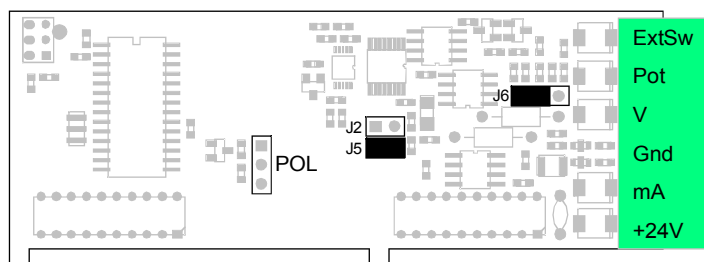 ExtSw
Pot
J6
V
J2
J5
Gnd
POL
mA
+24V